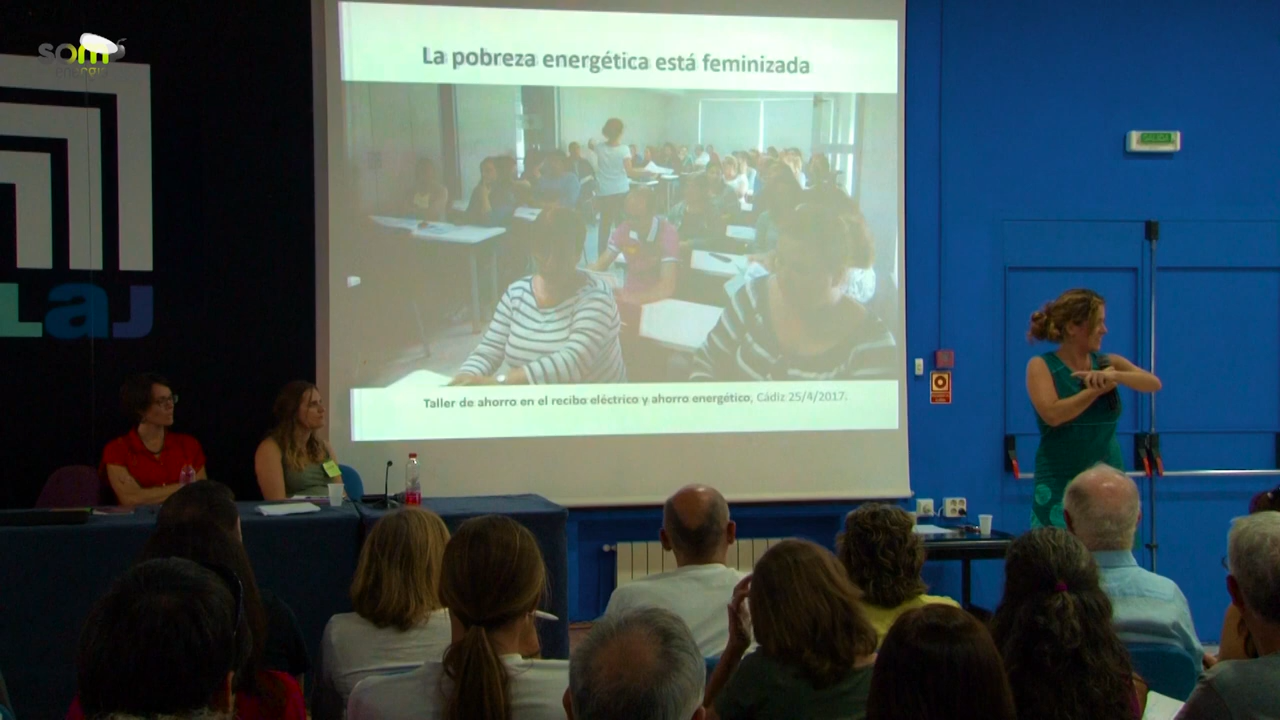 som
energia
La pobreza energética está feminizada
Taller de ahorro en el recibo eléctrico y ahorro energético, Cádiz 25/4/2017.